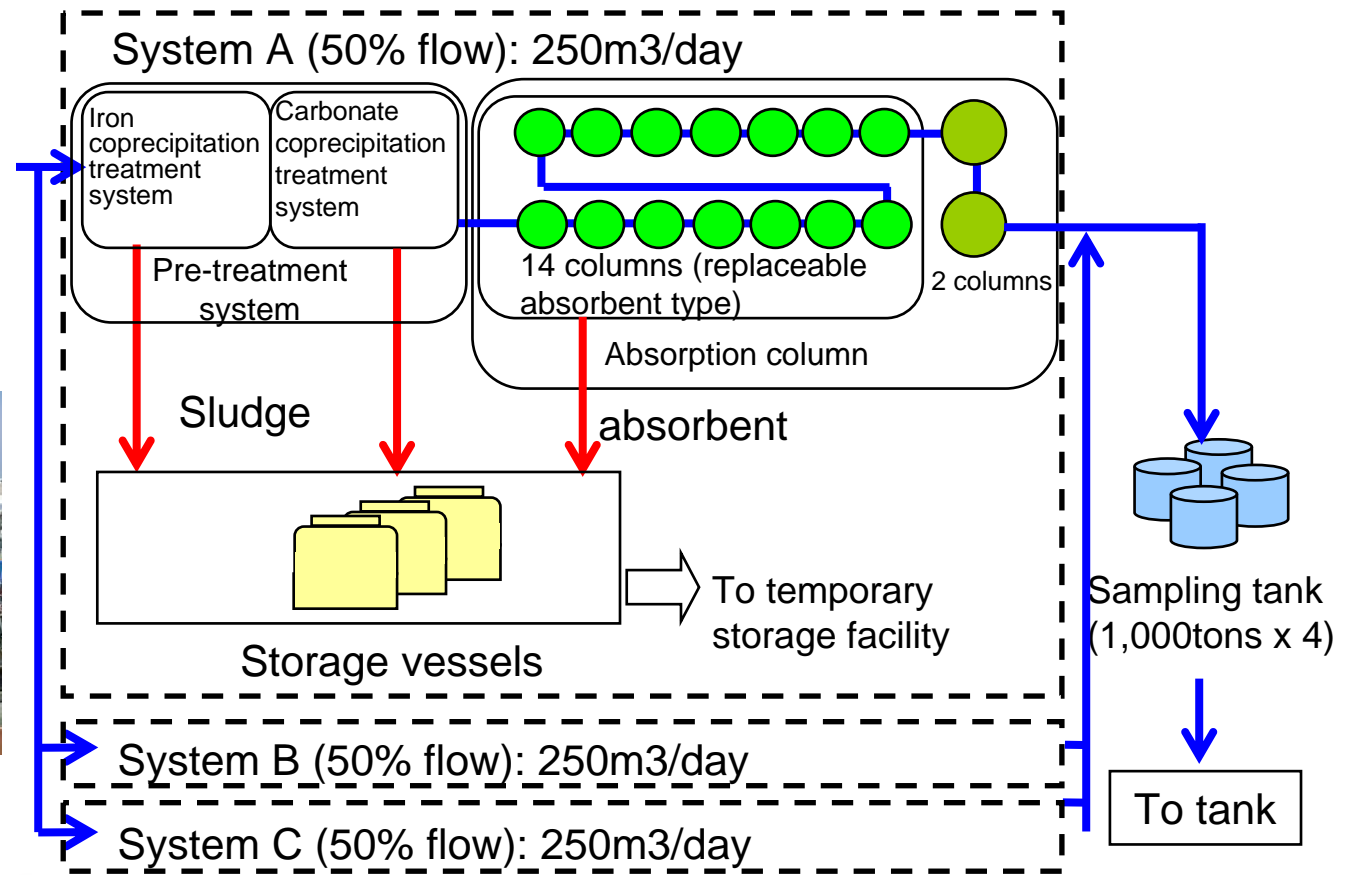 System A (50% flow): 250m3/day
Iron
coprecipitation
treatment
system
Carbonate
coprecipitation
treatment
system
Pre-treatment
system
14 columns (replaceable
absorbent type)
2 columns
Absorption column
Sludge
absorbent
To temporary
storage facility
Storage vessels
Sampling tank
(1,000tons x 4)
System B (50% flow): 250m3/day
System C (50% flow): 250m3/day
To tank